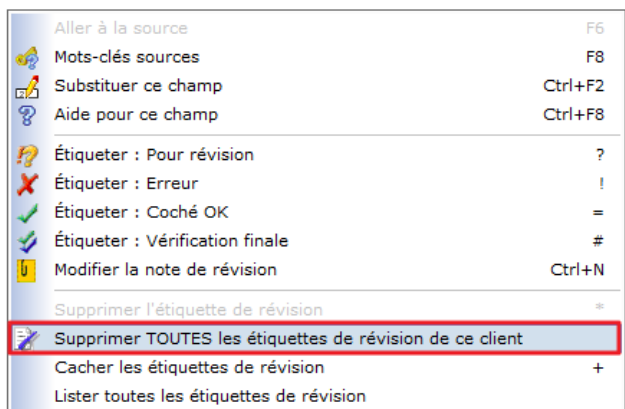 Aller à la source F6
Mots-clés sources F8
Substituer ce champ Ctrl+F2
Aide pour ce champ Ctrl+F8
Étiqueter : Pour révision ?
Étiqueter : Erreur !
Étiqueter : Coché OK =
Étiqueter : Vérification finale #
Modifier la note de révision Ctrl+N
Supprimer l'étiquette de révision *
Supprimer TOUTES les étiquettes de révision de ce client
Cacher les étiquettes de révision +
Lister toutes les étiquettes de révision